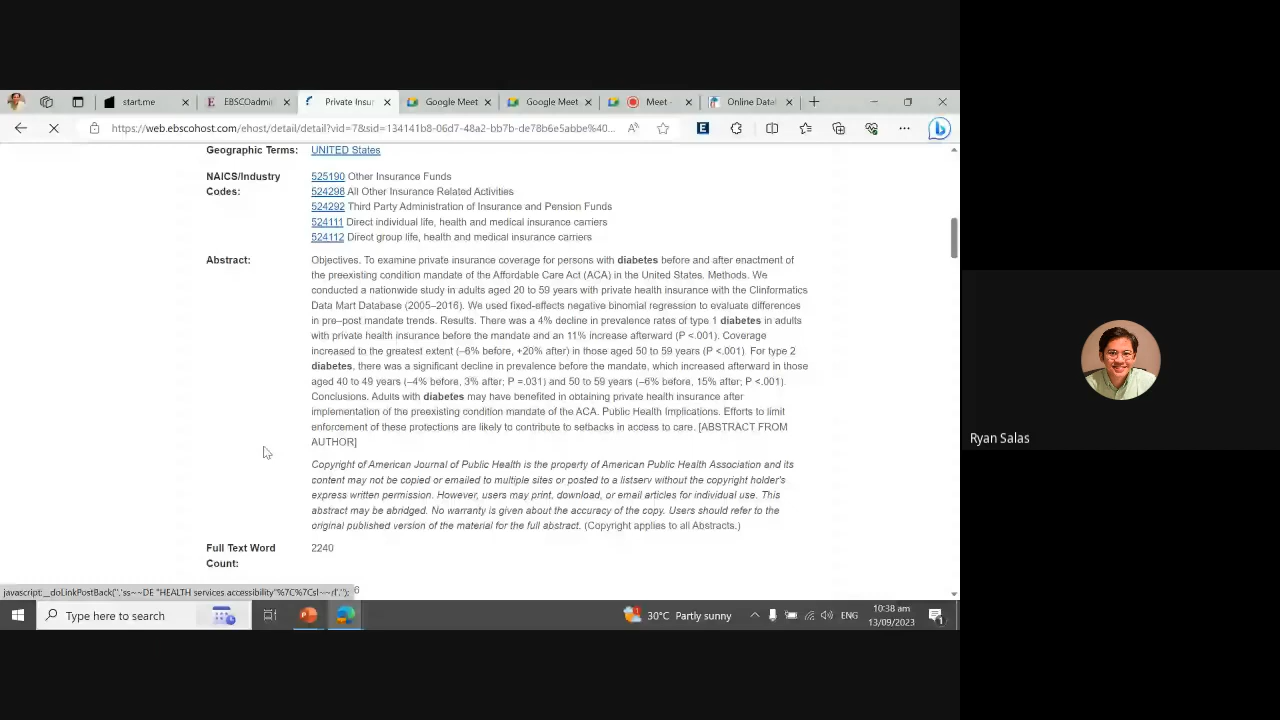 start.me
EBSCOadmi
Private Insur
Google Meet
Google Meet
Meet -
Online Datal
https://web.ebscohost.com/ehost/detail/detail?vid=7&sid=134141b8-06d7-48a2-bb7b-de78b6e5abbe%40...
Geographic Terms: UNITED States
NAICS/Industry 525190 Other Insurance Funds
Codes: 524298 All Other Insurance Related Activities
524292 Third Party Administration of Insurance and Pension Funds
524111 Direct individual life, health and medical insurance carriers
524112 Direct group life, health and medical insurance carriers
Abstract: Objectives. To examine private insurance coverage for persons with diabetes before and after enactment of
the preexisting condition mandate of the Affordable Care Act (ACA) in the United States. Methods. We
conducted a nationwide study in adults aged 20 to 59 years with private health insurance with the Clinformatics
Data Mart Database (2005–2016). We used fixed-effects negative binomial regression to evaluate differences
in pre–post mandate trends. Results. There was a 4% decline in prevalence rates of type 1 diabetes in adults
with private health insurance before the mandate and an 11% increase afterward (P <.001). Coverage
increased to the greatest extent (–6% before, +20% after) in those aged 50 to 59 years (P <.001). For type 2
diabetes, there was a significant decline in prevalence before the mandate, which increased afterward in those
aged 40 to 49 years (–4% before, 3% after; P =.031) and 50 to 59 years (–6% before, 15% after; P <.001).
Conclusions. Adults with diabetes may have benefited in obtaining private health insurance after
implementation of the preexisting condition mandate of the ACA. Public Health Implications. Efforts to limit
enforcement of these protections are likely to contribute to setbacks in access to care. [ABSTRACT FROM
AUTHOR]
Copyright of American Journal of Public Health is the property of American Public Health Association and its
content may not be copied or emailed to multiple sites or posted to a listserv without the copyright holder's
express written permission. However, users may print, download, or email articles for individual use. This
abstract may be abridged. No warranty is given about the accuracy of the copy. Users should refer to the
original published version of the material for the full abstract. (Copyright applies to all Abstracts.)
Full Text Word 2240
Count:
javascript:__doLinkPostBack('','ss~~DE "HEALTH services accessibility"%7C%7Csl~~rl','');
6
Type here to search
30°C Partly sunny
ENG
10:38 am
13/09/2023
Ryan Salas